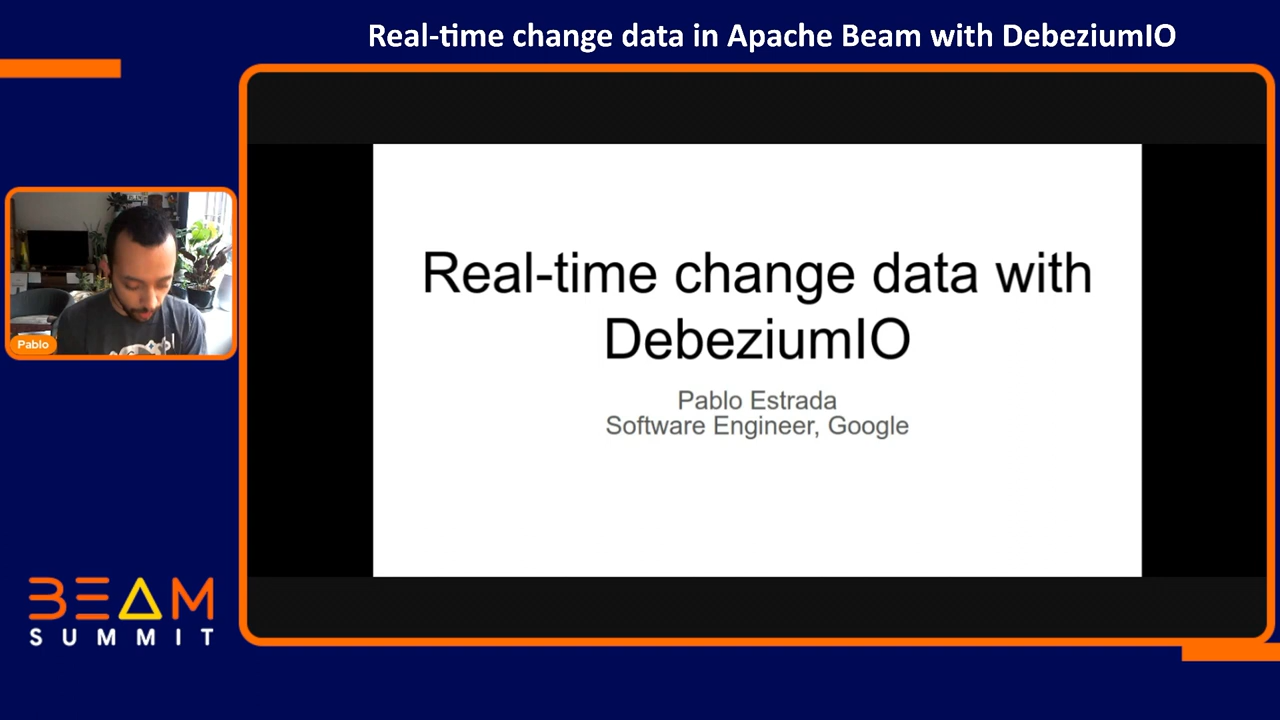 Real-time change data in Apache Beam with DebeziumIO
Real-time change data with
DebeziumIO
Pablo Estrada
Software Engineer, Google
Pablo
BEAM
SUMMIT